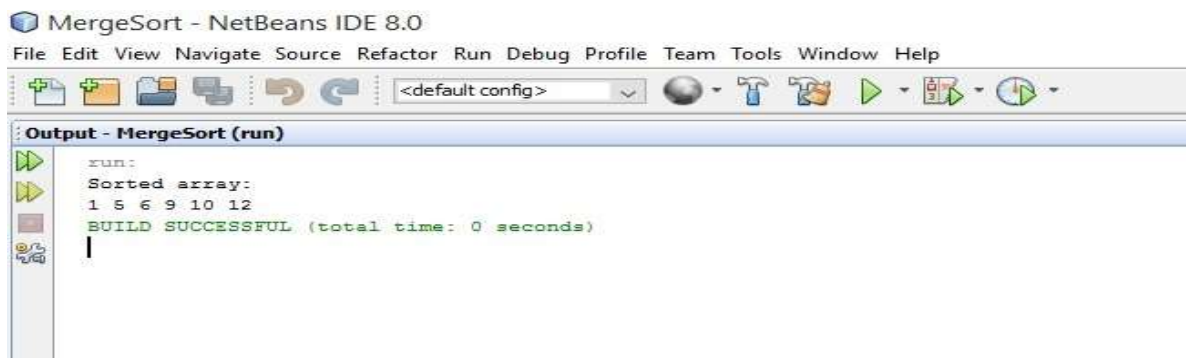 MergeSort - NetBeans IDE 8.0
File Edit View Navigate Source Refactor Run Debug Profile Team Tools Window Help
<default config>
Output - MergeSort (run)
run:
Sorted array:
1 5 6 9 10 12
BUILD SUCCESSFUL (total time: 0 seconds)